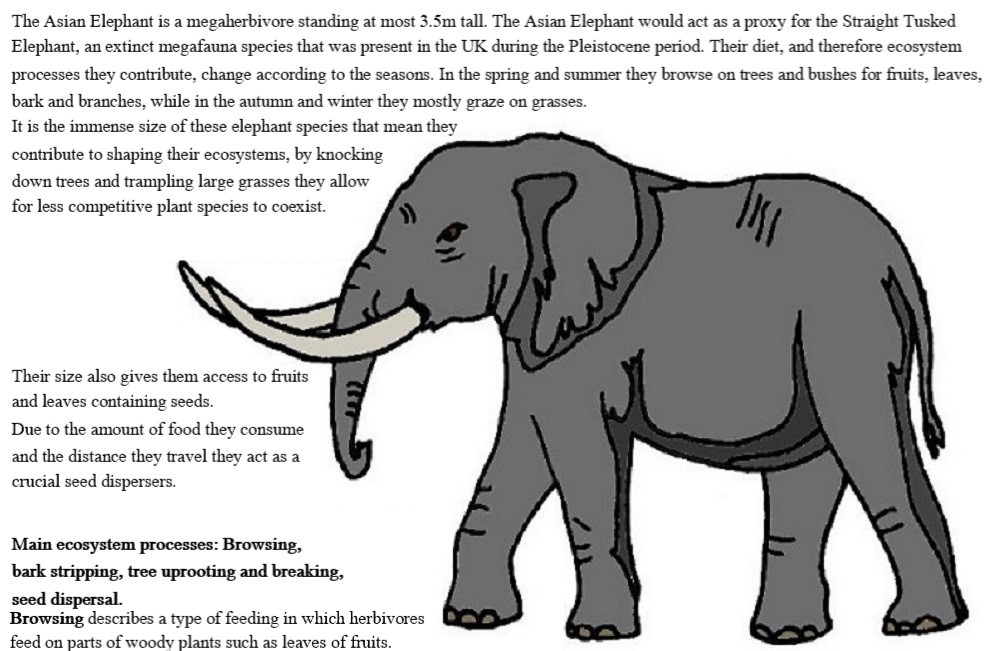 The Asian Elephant is a megaherbivore standing at most 3.5m tall. The Asian Elephant would act as a proxy for the Straight Tusked
Elephant, an extinct megafauna species that was present in the UK during the Pleistocene period. Their diet, and therefore ecosystem
processes they contribute, change according to the seasons. In the spring and summer they browse on trees and bushes for fruits, leaves,
bark and branches, while in the autumn and winter they mostly graze on grasses.
It is the immense size of these elephant species that mean they
contribute to shaping their ecosystems, by knocking
down trees and trampling large grasses they allow
for less competitive plant species to coexist.
Their size also gives them access to fruits
and leaves containing seeds.
Due to the amount of food they consume
and the distance they travel they act as a
crucial seed dispersers.
Main ecosystem processes: Browsing,
bark stripping, tree uprooting and breaking,
seed dispersal.
Browsing describes a type of feeding in which herbivores
feed on parts of woody plants such as leaves of fruits.